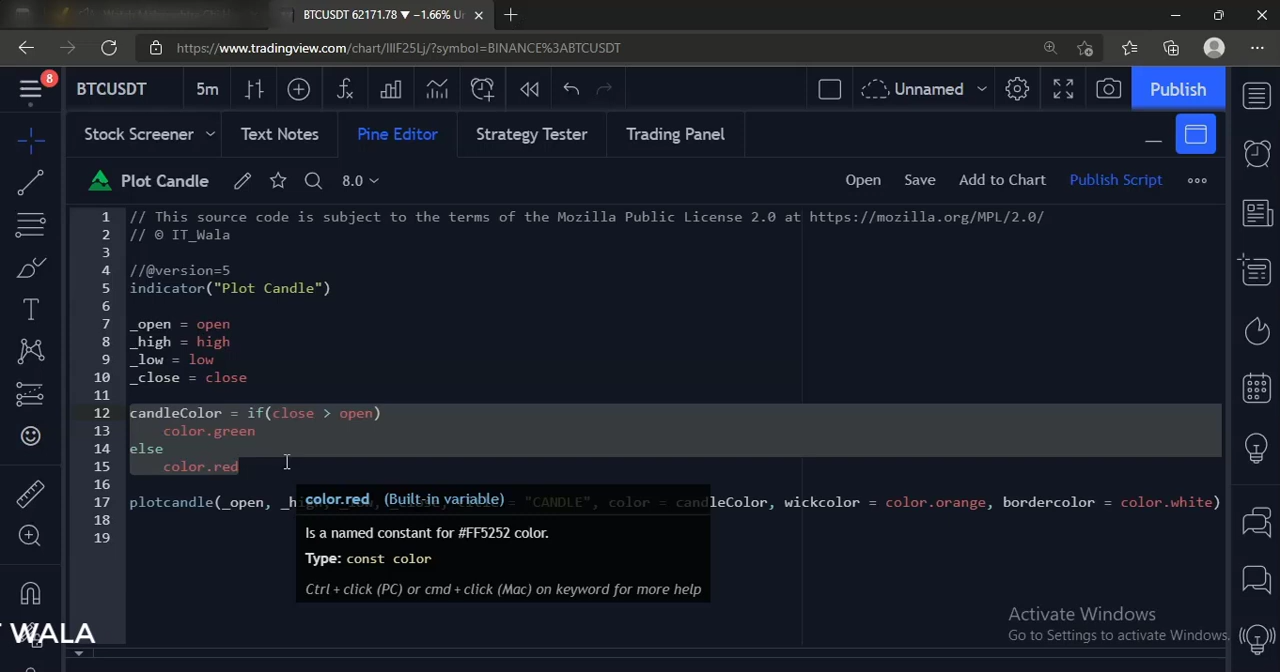 BTCUSDT 62171.78 ▼ −1.66% Ur
https://www.tradingview.com/chart/lllF25Lj/?symbol=BINANCE%3ABTCUSDT
8
BTCUSDT 5m Unnamed Publish
Stock Screener Text Notes Pine Editor Strategy Tester Trading Panel
Plot Candle 8.0 Open Save Add to Chart Publish Script
1 // This source code is subject to the terms of the Mozilla Public License 2.0 at https://mozilla.org/MPL/2.0/
2 // © IT_Wala
3
4 //@version=5
5 indicator("Plot Candle")
6
7 _open = open
8 _high = high
9 _low = low
10 _close = close
11
12 candleColor = if(close > open)
13 color.green
14 else
15 color.red
16
17 plotcandle(_open, "CANDLE", color = candleColor, wickcolor = color.orange, bordercolor = color.white)
color.red (Built-in variable)
18
Is a named constant for #FF5252 color.
19
Type: const color
Ctrl + click (PC) or cmd + click (Mac) on keyword for more help
Activate Windows
Go to Settings to activate Windows.
WALA